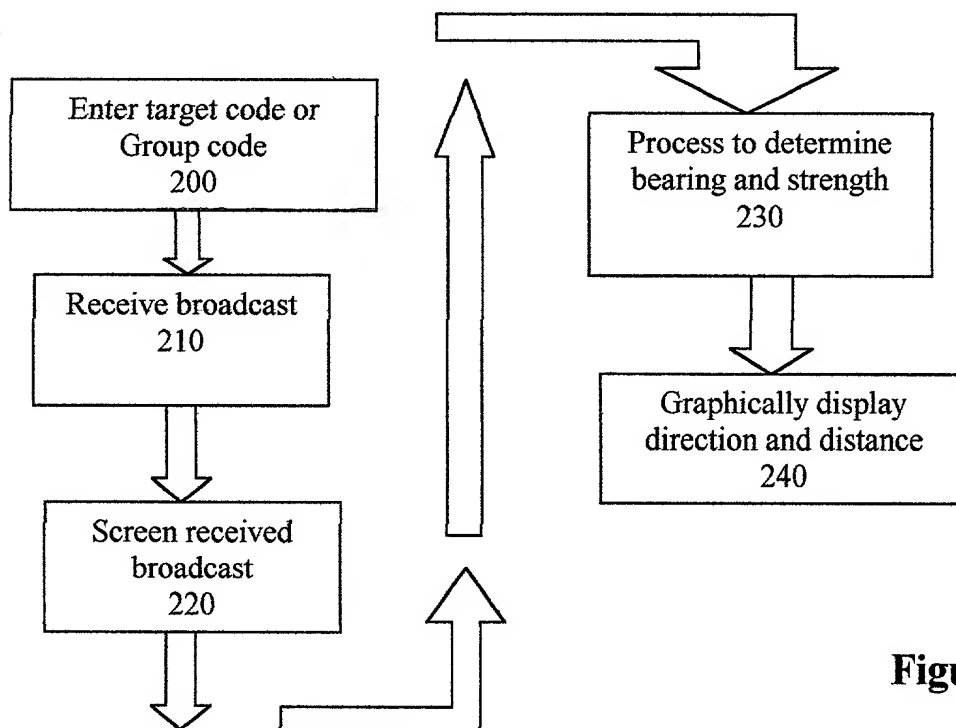 Enter target code or
Group code
200
Receive broadcast
210
Screen received
broadcast
220
Process to determine
bearing and strength
230
Graphically display
direction and distance
240